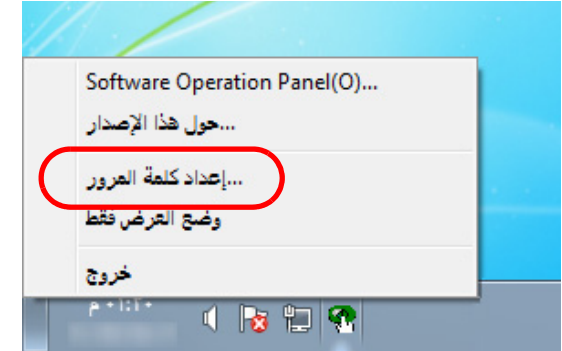 Software Operation Panel(O)...
حول هذا الإصدار...
إعداد كلمة المرور...
وضع العرض فقط
خروج